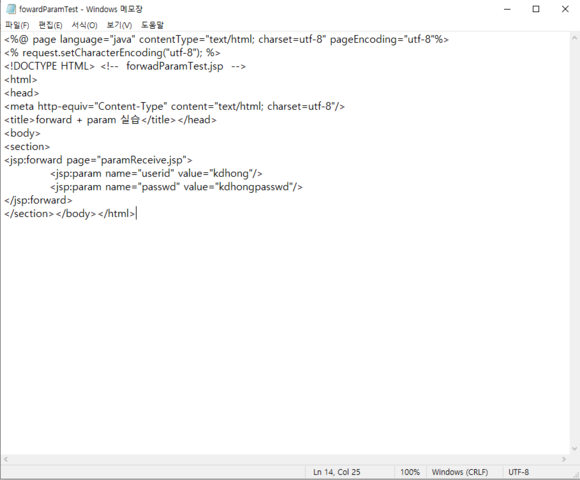 fowardParamTest - Windows 메모장
파일(F) 편집(E) 서식(O) 보기(V) 도움말
<%@ page language="java" contentType="text/html; charset=utf-8" pageEncoding="utf-8"%>
<% request.setCharacterEncoding("utf-8"); %>
<!DOCTYPE HTML> <!-- forwadParamTest.jsp -->
<html>
<head>
<meta http-equiv="Content-Type" content="text/html; charset=utf-8"/>
<title>forward + param 실습</title></head>
<body>
<section>
<jsp:forward page="paramReceive.jsp">
<jsp:param name="userid" value="kdhong"/>
<jsp:param name="passwd" value="kdhongpasswd"/>
</jsp:forward>
</section></body></html>
Ln 14, Col 25 100% Windows (CRLF) UTF-8